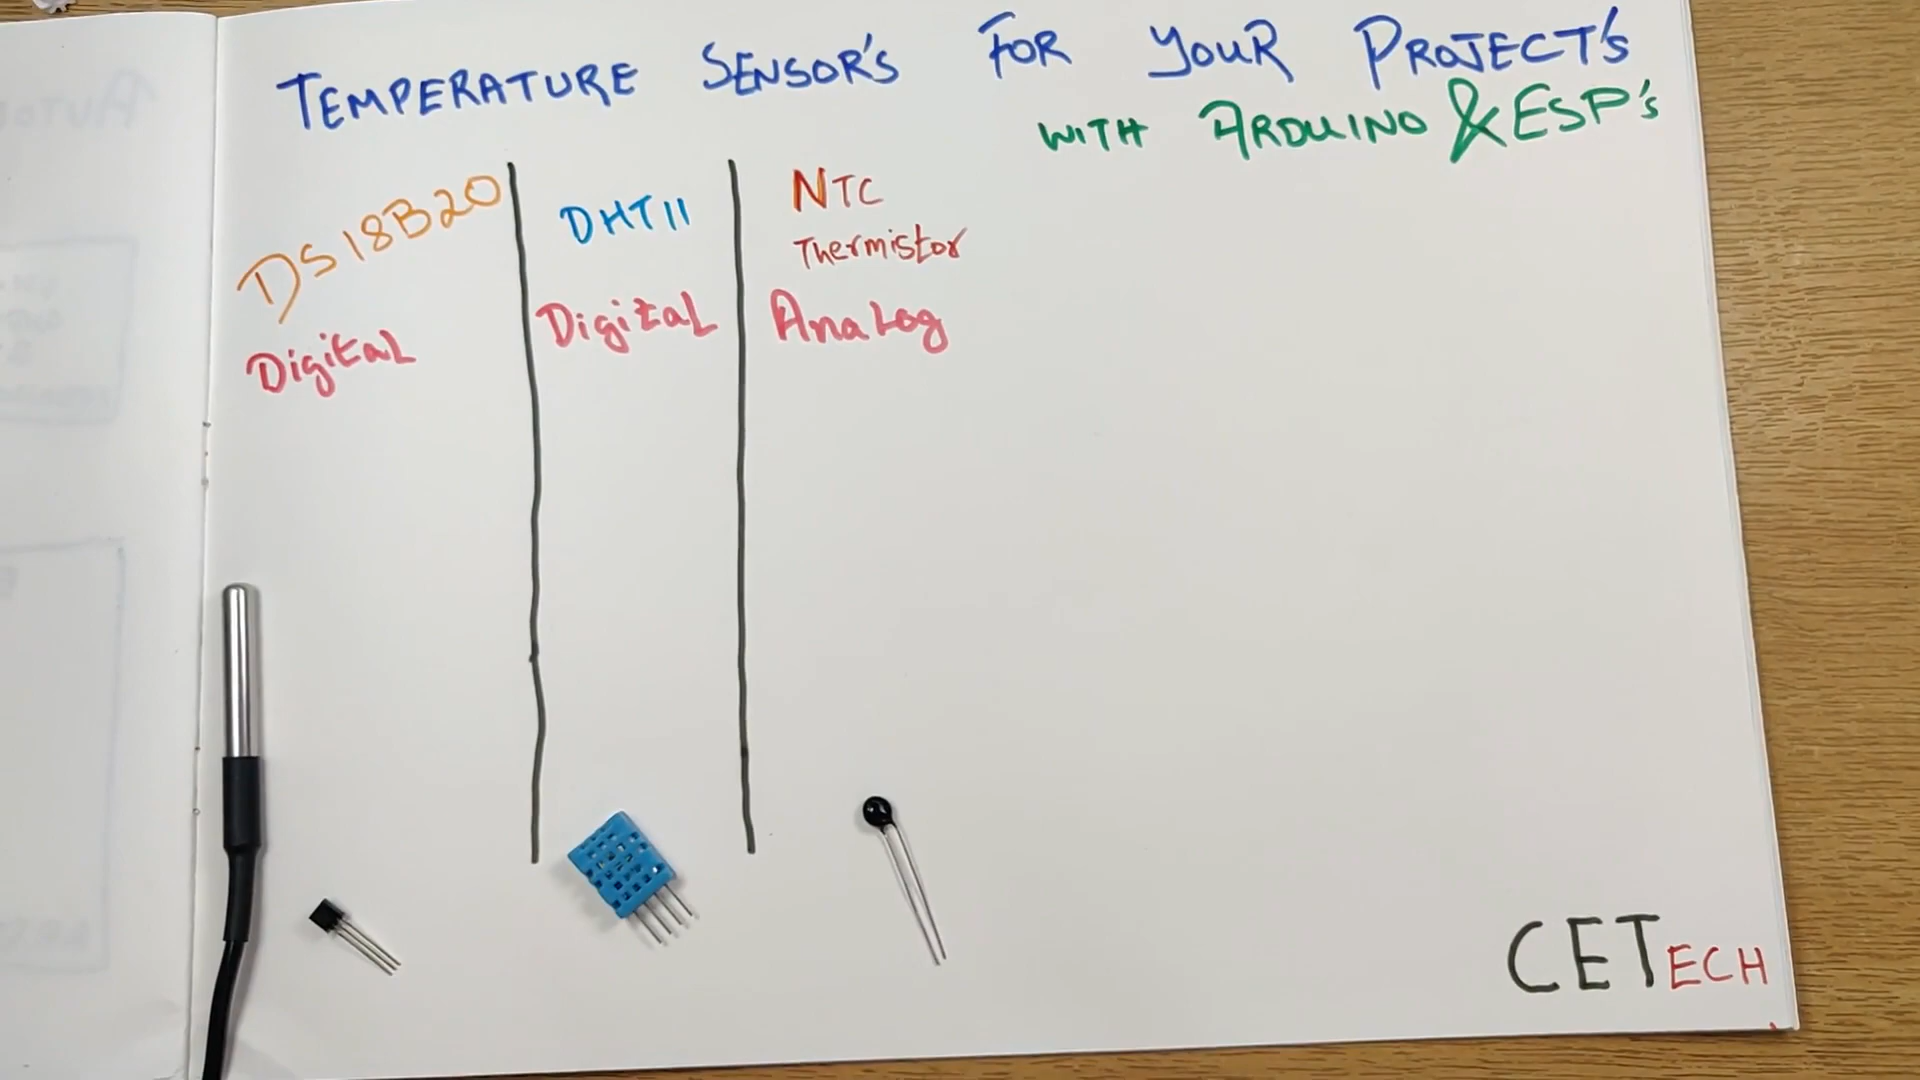 TEMPERATURE SENSOR'S FOR YOUR PROJECT'S
WITH ARDUINO & ESP's
DS18B20
Digital
DHT11
Digital
NTC
Thermistor
Analog
CETECH